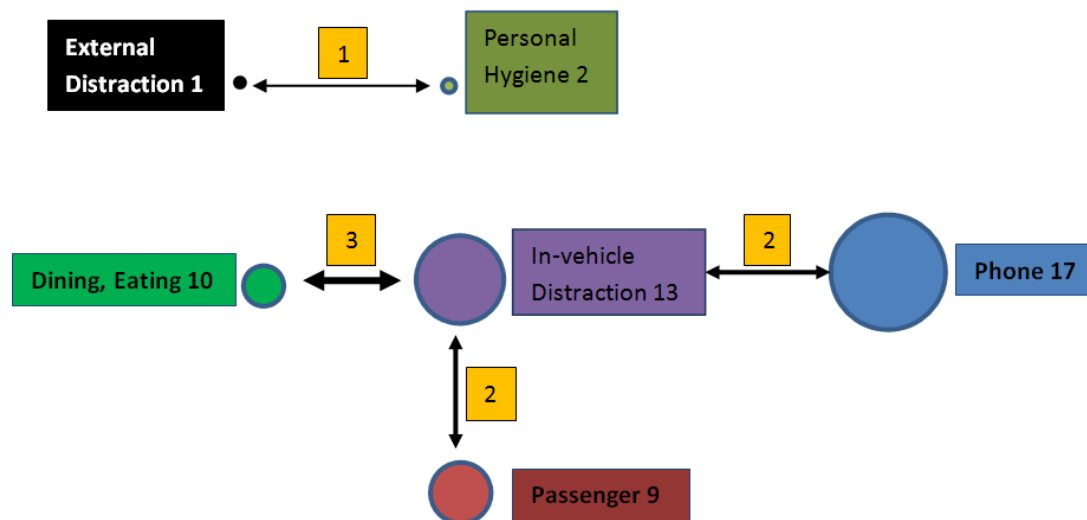 External
Distraction 1
1
Personal
Hygiene 2
3
2
Dining, Eating 10
In-vehicle
Distraction 13
Phone 17
2
Passenger 9